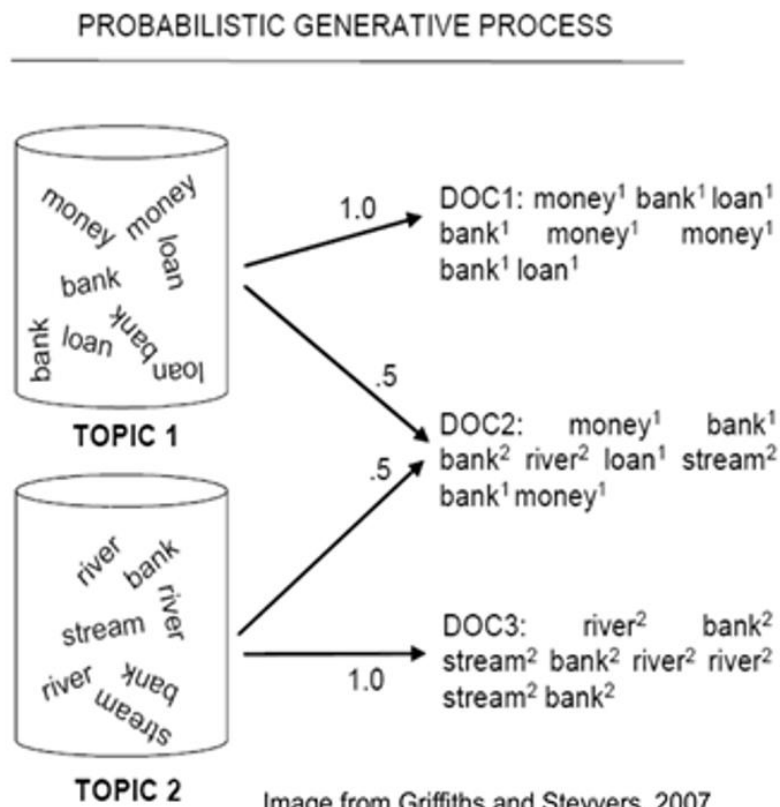 PROBABILISTIC GENERATIVE PROCESS
money
money
loan
bank
bank
bank
loan
loan
TOPIC 1
1.0
.5
DOC1: money¹ bank¹ loan¹
bank¹ money¹ money¹
bank¹ loan¹
DOC2: money¹ bank¹
bank² river² loan¹ stream²
bank¹ money¹
river
bank
river
stream
river
bank
stream
TOPIC 2
.5
1.0
DOC3: river² bank²
stream² bank² river² river²
stream² bank²
Image from Griffiths and Steyvers, 2007